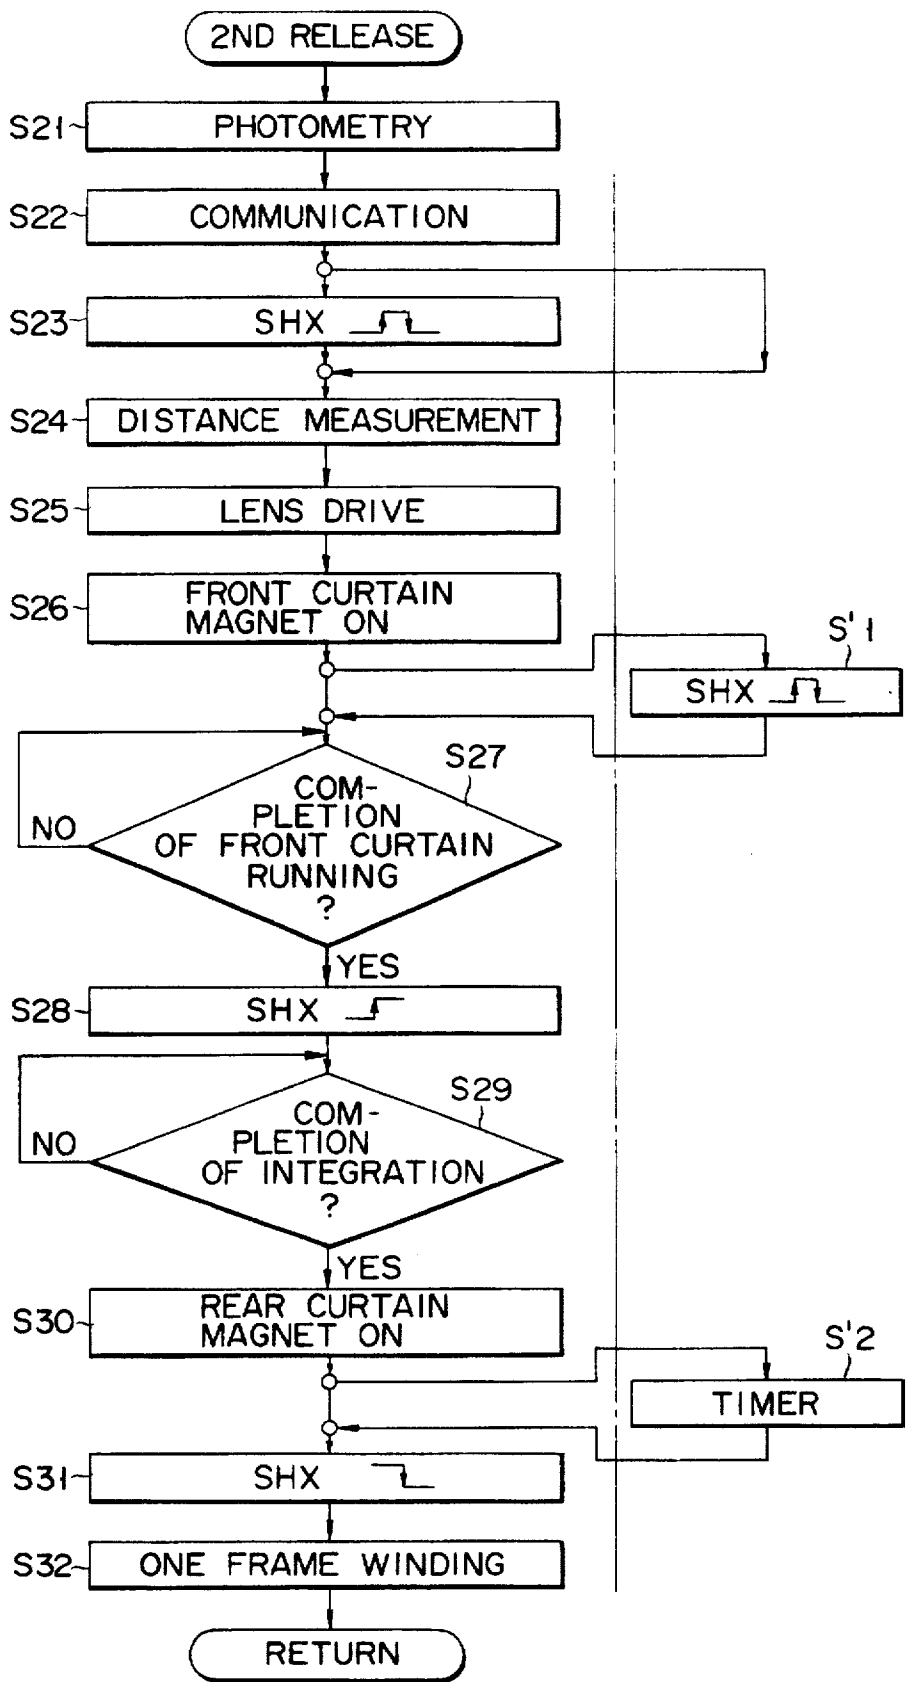 2ND RELEASE
S21 PHOTOMETRY
S22 COMMUNICATION
S23 SHX
S24 DISTANCE MEASUREMENT
S25 LENS DRIVE
S26 FRONT CURTAIN
MAGNET ON
S'1
SHX
S27
COM-
PLETION
NO OF FRONT CURTAIN
RUNNING
?
YES
S28 SHX
S29
COM-
PLETION
NO OF INTEGRATION
?
YES
S30 REAR CURTAIN
MAGNET ON
S'2
TIMER
S31 SHX
S32 ONE FRAME WINDING
RETURN